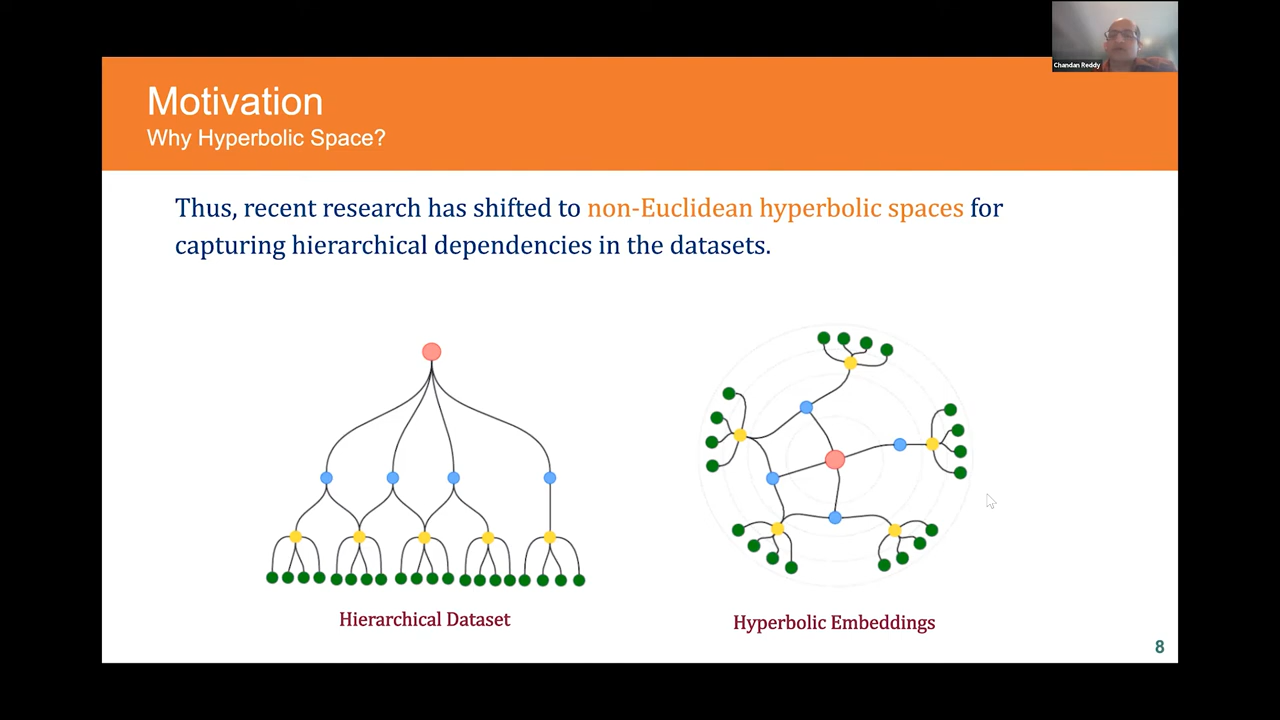 Chandan Reddy
Motivation
Why Hyperbolic Space?
Thus, recent research has shifted to non-Euclidean hyperbolic spaces for
capturing hierarchical dependencies in the datasets.
Hierarchical Dataset
Hyperbolic Embeddings
8